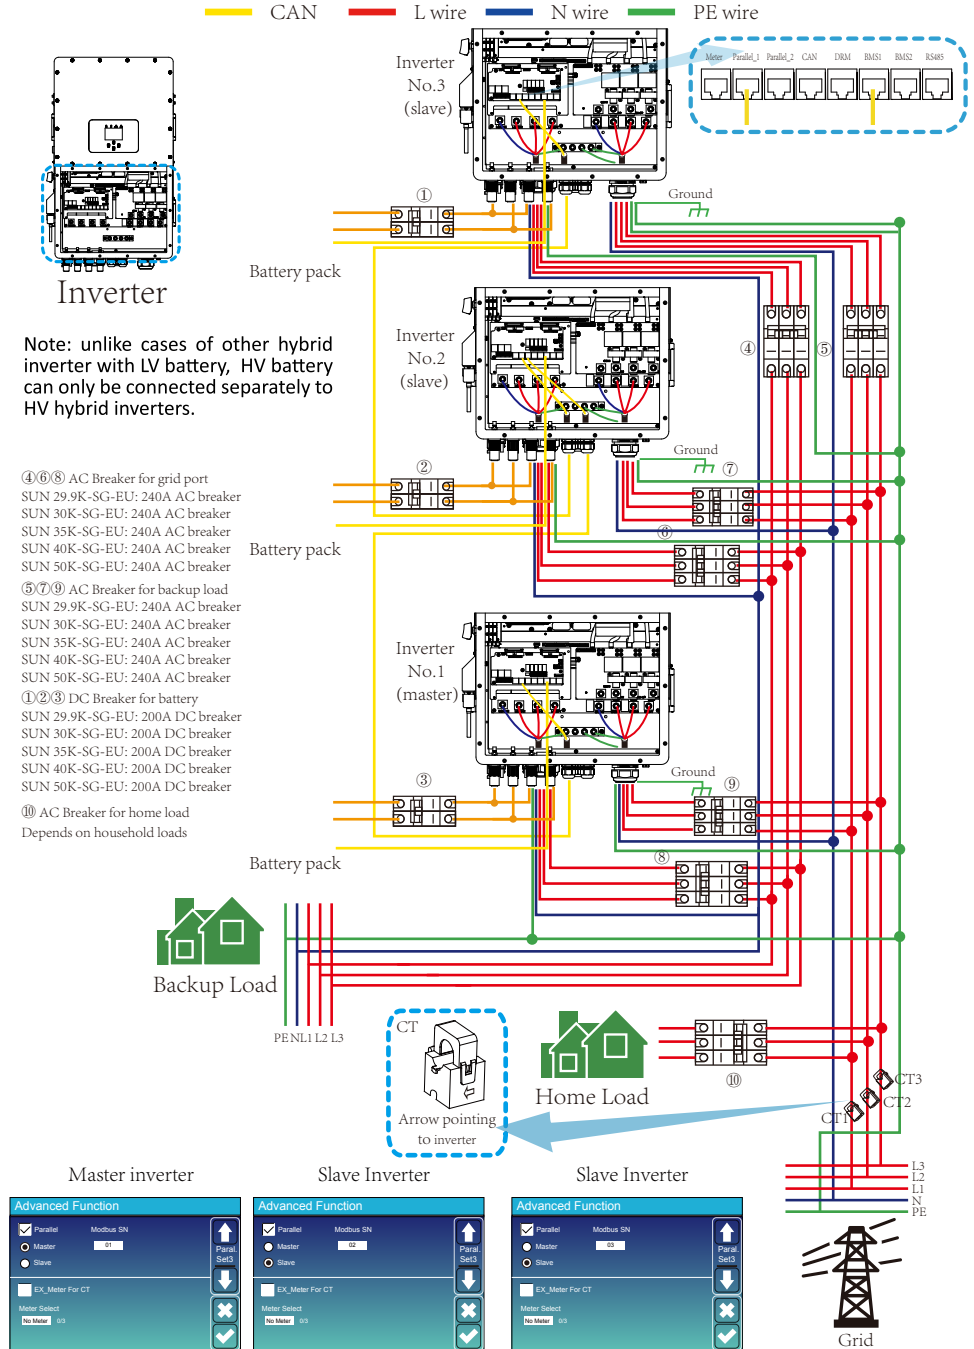 CAN L wire N wire PE wire
Inverter
No.3
(slave)
Meter Parallel_1 Parallel_2 CAN DRM BMS1 BMS2 RS485
①
Ground
Battery pack
Inverter
Note: unlike cases of other hybrid
inverter with LV battery, HV battery
can only be connected separately to
HV hybrid inverters.
Inverter
No.2
(slave)
④ ⑤
②
Ground
⑦
④⑥⑧ AC Breaker for grid port
SUN 29.9K-SG-EU: 240A AC breaker
SUN 30K-SG-EU: 240A AC breaker
SUN 35K-SG-EU: 240A AC breaker
SUN 40K-SG-EU: 240A AC breaker
SUN 50K-SG-EU: 240A AC breaker
⑤⑦⑨ AC Breaker for backup load
SUN 29.9K-SG-EU: 240A AC breaker
SUN 30K-SG-EU: 240A AC breaker
SUN 35K-SG-EU: 240A AC breaker
SUN 40K-SG-EU: 240A AC breaker
SUN 50K-SG-EU: 240A AC breaker
①②③ DC Breaker for battery
SUN 29.9K-SG-EU: 200A DC breaker
SUN 30K-SG-EU: 200A DC breaker
SUN 35K-SG-EU: 200A DC breaker
SUN 40K-SG-EU: 200A DC breaker
SUN 50K-SG-EU: 200A DC breaker
⑩ AC Breaker for home load
Depends on household loads
⑥
Battery pack
Inverter
No.1
(master)
③
Ground
⑨
Battery pack
⑧
Backup Load
PE N L1 L2 L3
CT
Arrow pointing
to inverter
Home Load
⑩
CT3
CT2
CT1
L3
L2
L1
N
PE
Grid
Master inverter
Advanced Function
Parallel Modbus SN
Master 01
Slave
Paral.
Set3
EX_Meter For CT
Meter Select
No Meter 0/3
Slave Inverter
Advanced Function
Parallel Modbus SN
Master 02
Slave
Paral.
Set3
EX_Meter For CT
Meter Select
No Meter 0/3
Slave Inverter
Advanced Function
Parallel Modbus SN
Master 03
Slave
Paral.
Set3
EX_Meter For CT
Meter Select
No Meter 0/3